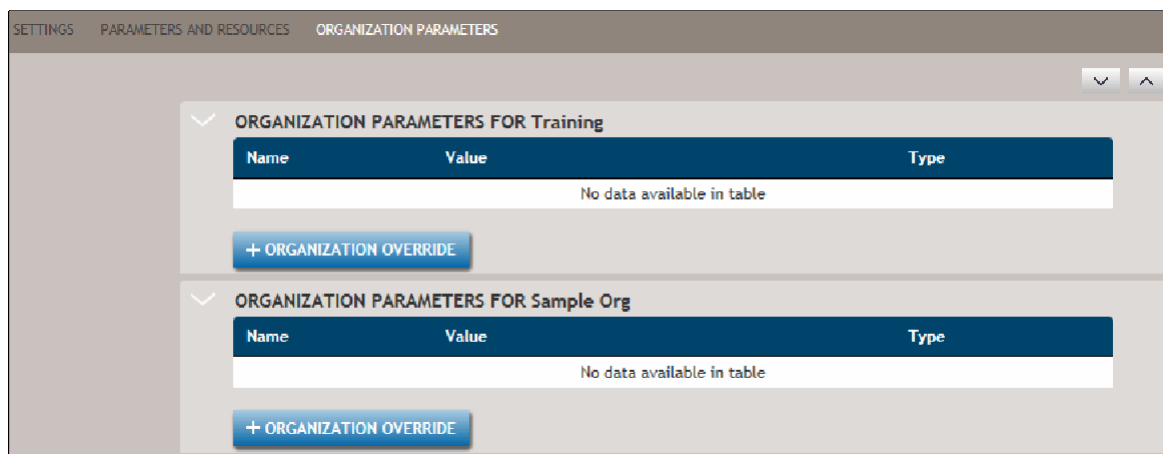 SETTINGS PARAMETERS AND RESOURCES ORGANIZATION PARAMETERS
ORGANIZATION PARAMETERS FOR Training
Name Value Type
No data available in table
+ ORGANIZATION OVERRIDE
ORGANIZATION PARAMETERS FOR Sample Org
Name Value Type
No data available in table
+ ORGANIZATION OVERRIDE